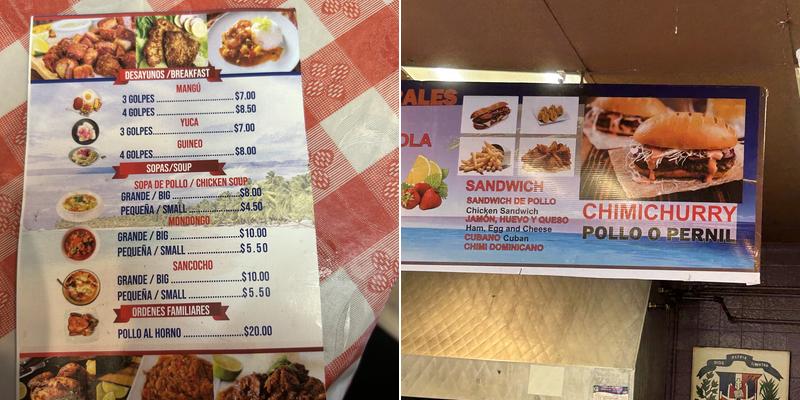 DESAYUNOS /BREAKFAST
MANGÚ
3 GOLPES $7.00
4 GOLPES $8.50
YUCA
3 GOLPES $7.00
GUINEO
4 GOLPES $8.00
SOPAS/SOUP
SOPA DE POLLO / CHICKEN SOUP
GRANDE / BIG $8.00
PEQUEÑA / SMALL $4.50
MONDONGO
GRANDE / BIG $10.00
PEQUEÑA / SMALL $5.50
SANCOCHO
GRANDE / BIG $10.00
PEQUEÑA / SMALL $5.50
ORDENES FAMILIARES
POLLO AL HORNO $20.00
ALES
OLA
SANDWICH
SANDWICH DE POLLO
Chicken Sandwich
JAMÓN, HUEVO Y QUESO
Ham, Egg and Cheese
CUBANO Cuban
CHIMI DOMINICANO
CHIMICHURRY
POLLO O PERNIL
DIOS PATRIA LIBERTAD